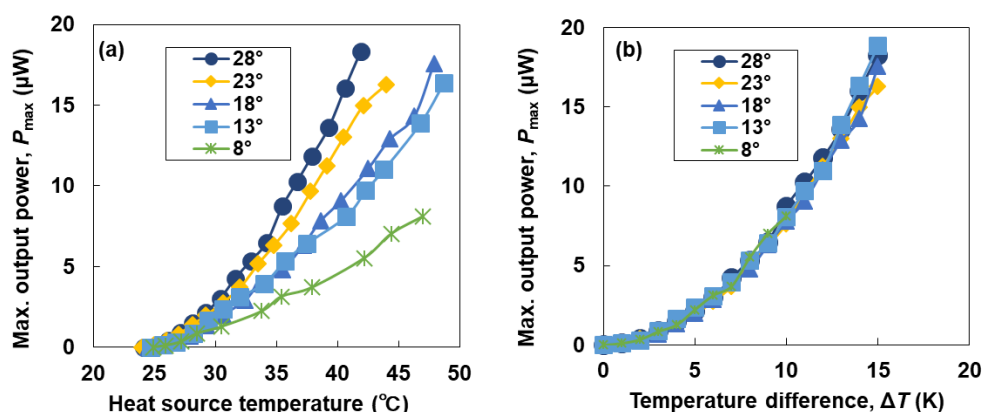 (a)
28°
23°
18°
13°
8°
20
15
10
5
0
20 25 30 35 40 45 50
Max. output power, Pmax (µW)
Heat source temperature (℃)
(b)
28°
23°
18°
13°
8°
20
15
10
5
0
0 5 10 15 20
Max. output power, Pmax (µW)
Temperature difference, ΔT (K)